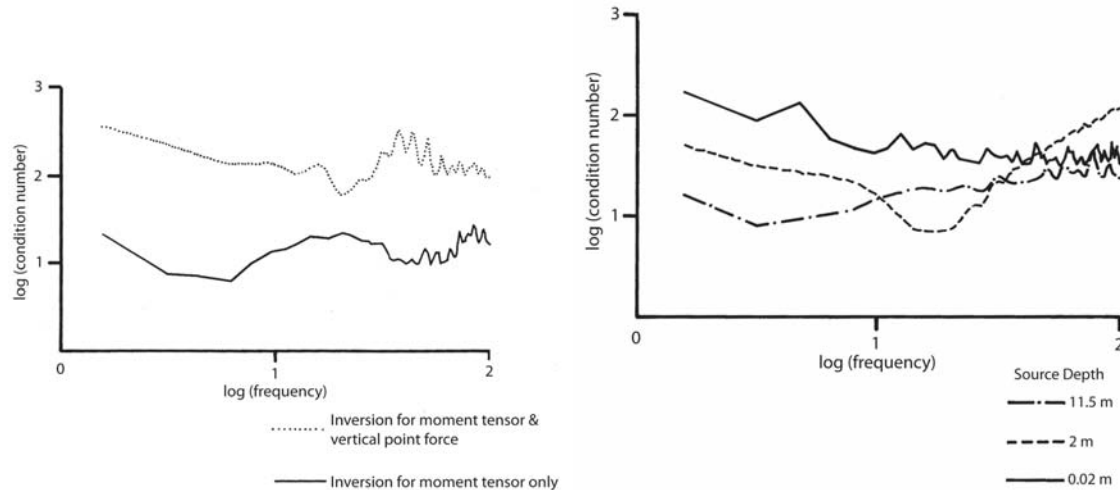 3
log (condition number)
2
1
0
1
2
log (frequency)
Inversion for moment tensor &
vertical point force
Inversion for moment tensor only
3
log (condition number)
2
1
0
1
2
log (frequency)
Source Depth
11.5 m
2 m
0.02 m